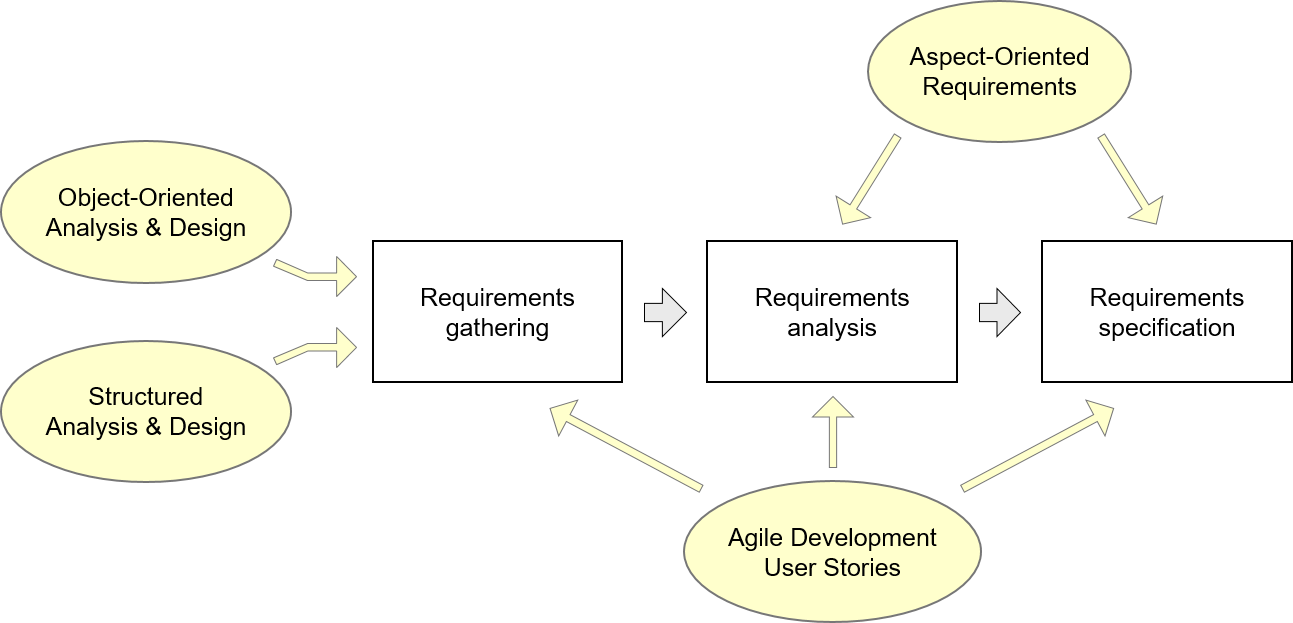 Aspect-Oriented
Requirements
Object-Oriented
Analysis & Design
Requirements
gathering
Requirements
analysis
Requirements
specification
Structured
Analysis & Design
Agile Development
User Stories